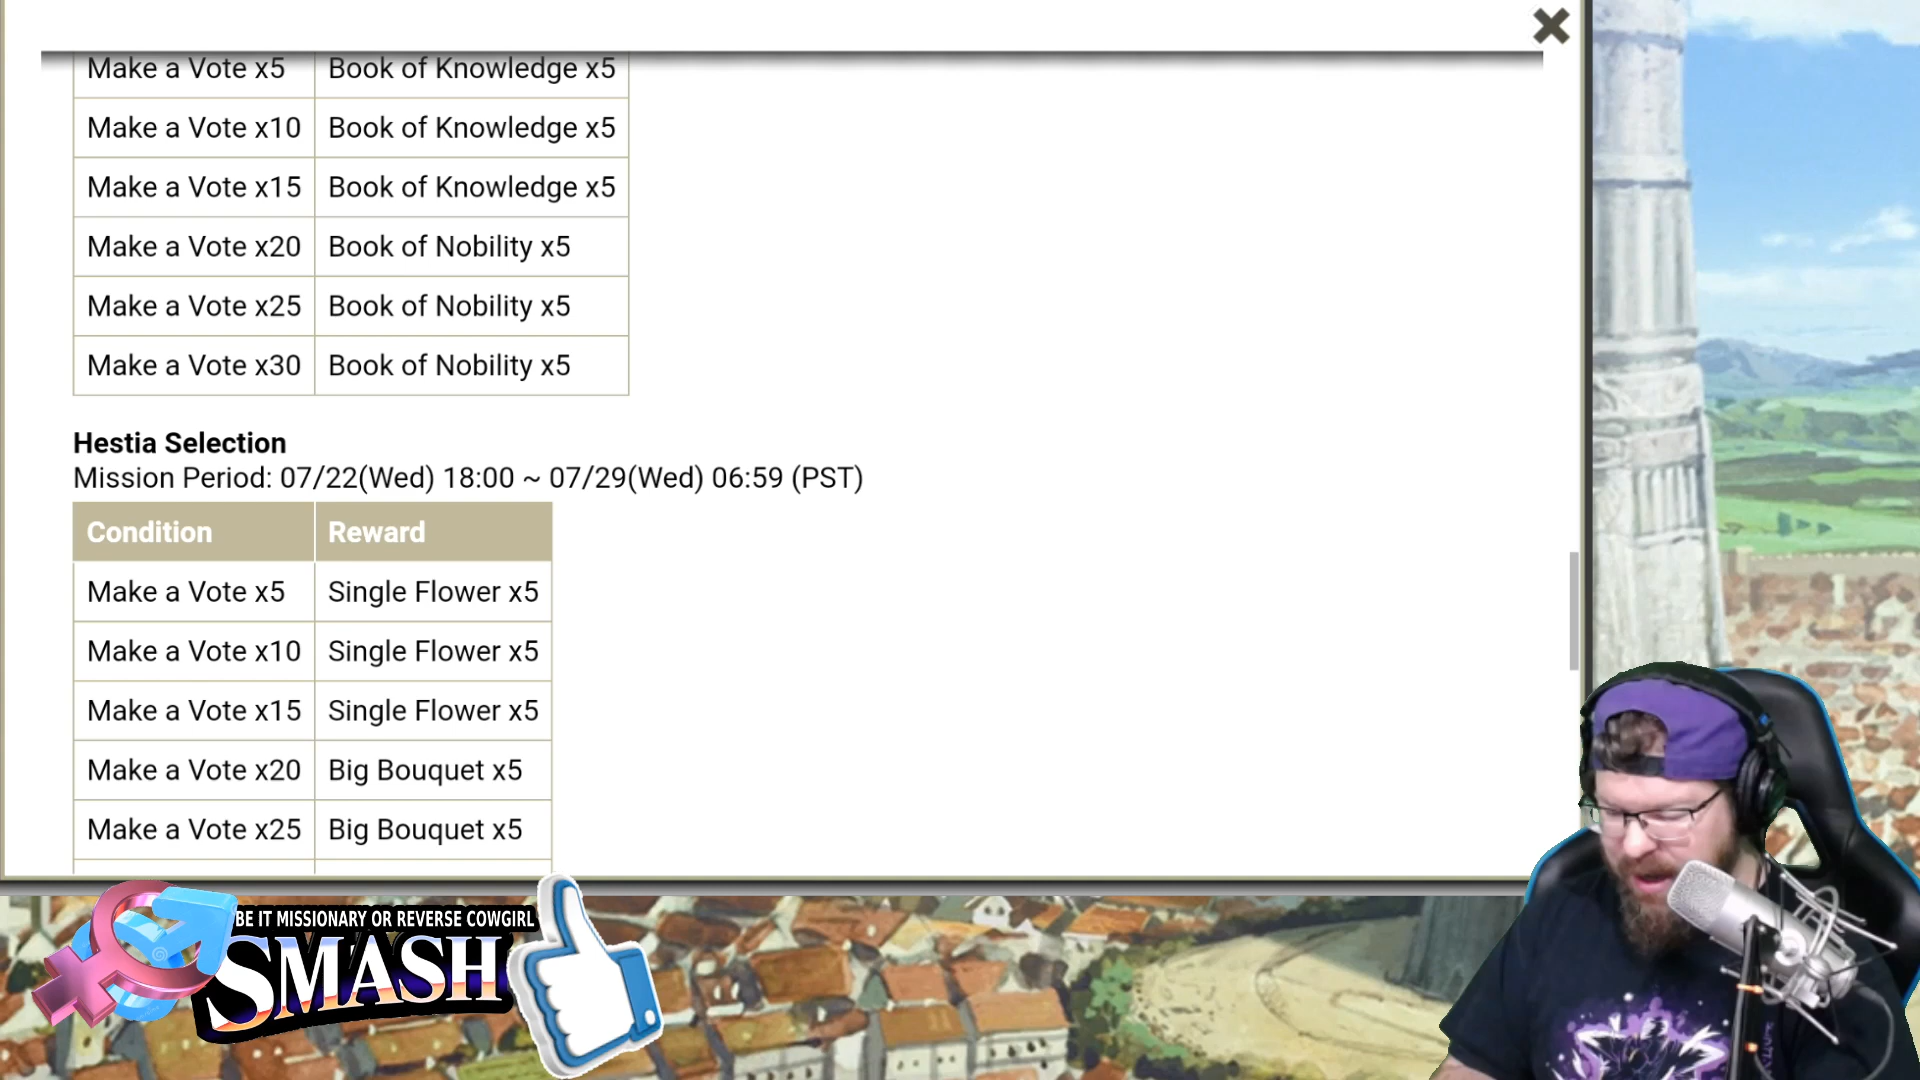 Make a Vote x5 Book of Knowledge x5
Make a Vote x10 Book of Knowledge x5
Make a Vote x15 Book of Knowledge x5
Make a Vote x20 Book of Nobility x5
Make a Vote x25 Book of Nobility x5
Make a Vote x30 Book of Nobility x5
Hestia Selection
Mission Period: 07/22(Wed) 18:00 ~ 07/29(Wed) 06:59 (PST)
Condition Reward
Make a Vote x5 Single Flower x5
Make a Vote x10 Single Flower x5
Make a Vote x15 Single Flower x5
Make a Vote x20 Big Bouquet x5
Make a Vote x25 Big Bouquet x5
BE IT MISSIONARY OR REVERSE COWGIRL
SMASH